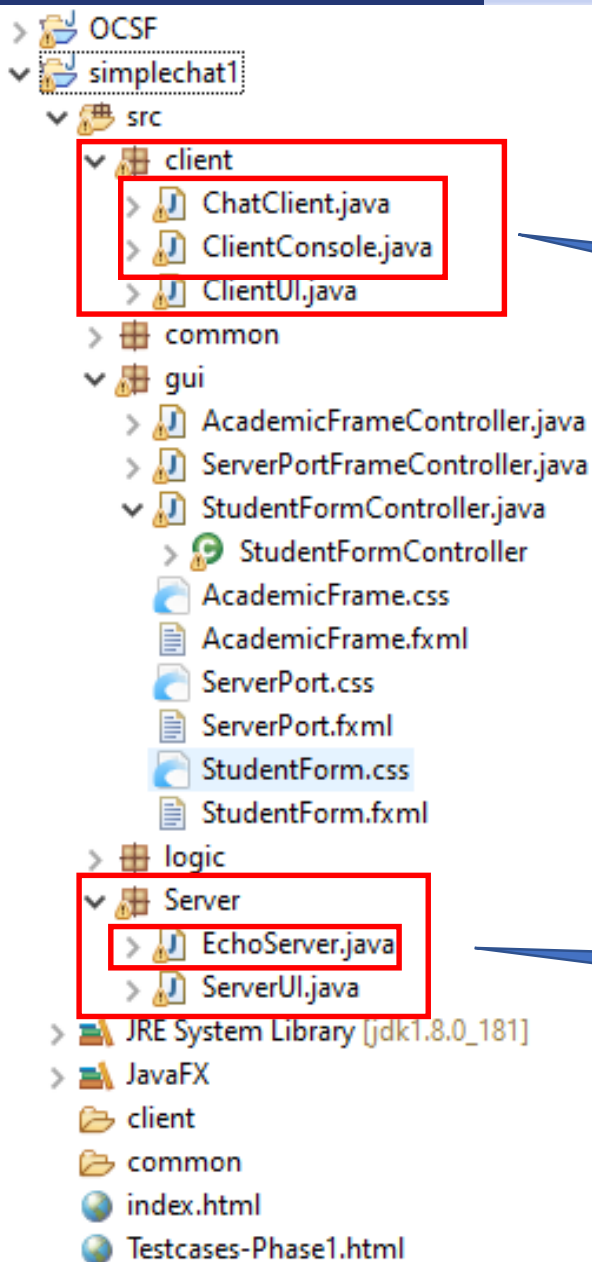 OCSF
simplechat1
src
client
ChatClient.java
ClientConsole.java
ClientUI.java
common
gui
AcademicFrameController.java
ServerPortFrameController.java
StudentFormController.java
StudentFormController
AcademicFrame.css
AcademicFrame.fxml
ServerPort.css
ServerPort.fxml
StudentForm.css
StudentForm.fxml
logic
Server
EchoServer.java
ServerUI.java
JRE System Library [jdk1.8.0_181]
JavaFX
client
common
index.html
Testcases-Phase1.html